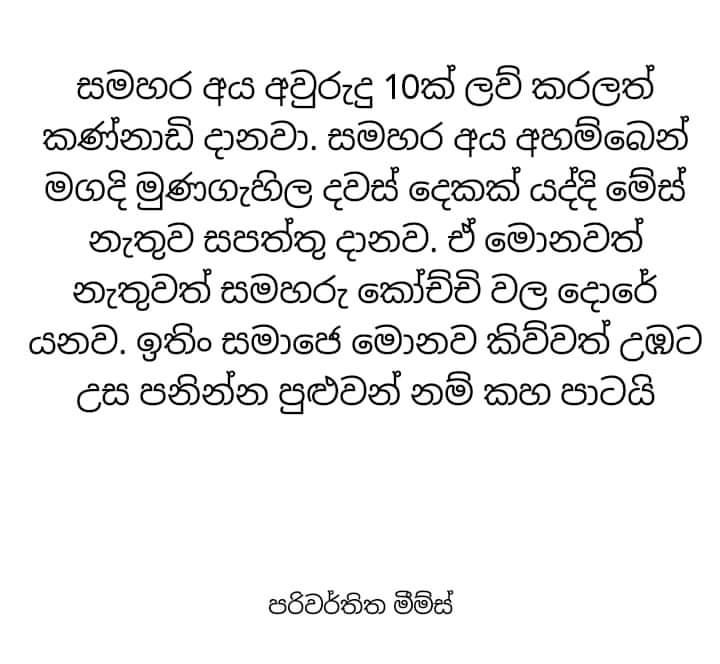 සමහර අය අවුරුදු 10ක් ලව් කරලත්
කණ්නාඩි දානවා. සමහර අය අහම්බෙන්
මගදි මුණගැහිල දවස් දෙකක් යද්දි මේස්
නැතුව සපත්තු දානව. ඒ මොනවත්
නැතුවත් සමහරු කෝච්චි වල දොරේ
යනව. ඉතිං සමාජෙ මොනව කිව්වත් උඹට
උස පනින්න පුළුවන් නම් කහ පාටයි
පරිවර්තිත මීම්ස්